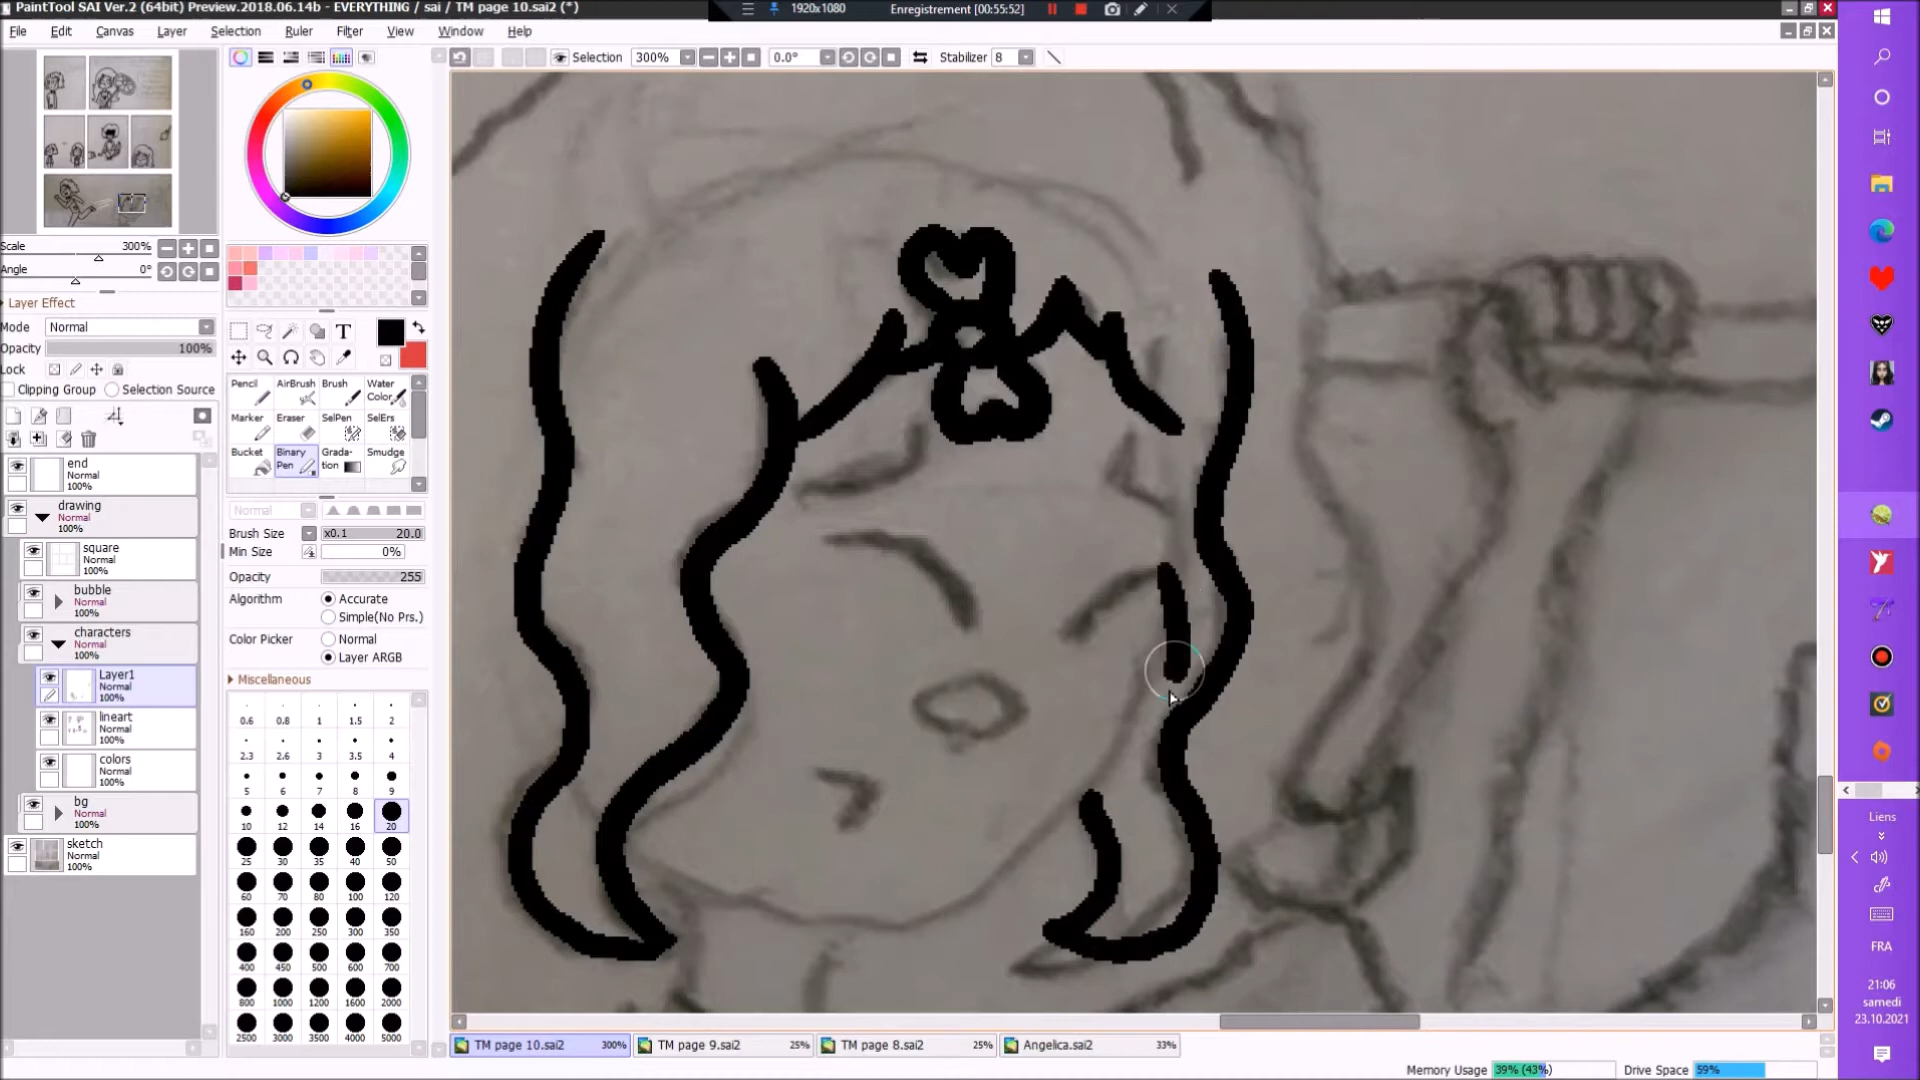 PaintTool SAI Ver.2 (64bit) Preview.2018.06.14b - EVERYTHING / sai / TM page 10.sai2 (*)
1920x1080
Enregistrement [00:55:52]
File Edit Canvas Layer Selection Ruler Filter View Window Help
Selection 300% 0.0° Stabilizer 8
Scale 300%
Angle 0°
Layer Effect
Mode Normal
Opacity 100%
Lock
Clipping Group Selection Source
end
Normal
100%
drawing
Normal
100%
square
Normal
100%
bubble
Normal
100%
characters
Normal
100%
Layer1
Normal
100%
lineart
Normal
100%
colors
Normal
100%
bg
Normal
100%
sketch
Normal
100%
T
Pencil AirBrush Brush Water
Color
Marker Eraser SelPen SelErs
Bucket Binary Grada- Smudge
Pen tion
Normal
Brush Size x0.1 20.0
Min Size 0%
Opacity 255
Algorithm Accurate
Simple(No Prs.)
Color Picker Normal
Layer ARGB
Miscellaneous
0.6 0.8 1 1.5 2
2.3 2.6 3 3.5 4
5 6 7 8 9
10 12 14 16 20
25 30 35 40 50
60 70 80 100 120
160 200 250 300 350
400 450 500 600 700
800 1000 1200 1600 2000
2500 3000 3500 4000 5000
TM page 10.sai2 300% TM page 9.sai2 25% TM page 8.sai2 25% Angelica.sai2 33%
Memory Usage 39% (43%) Drive Space 59%
Liens
FRA
21:06
samedi
23.10.2021